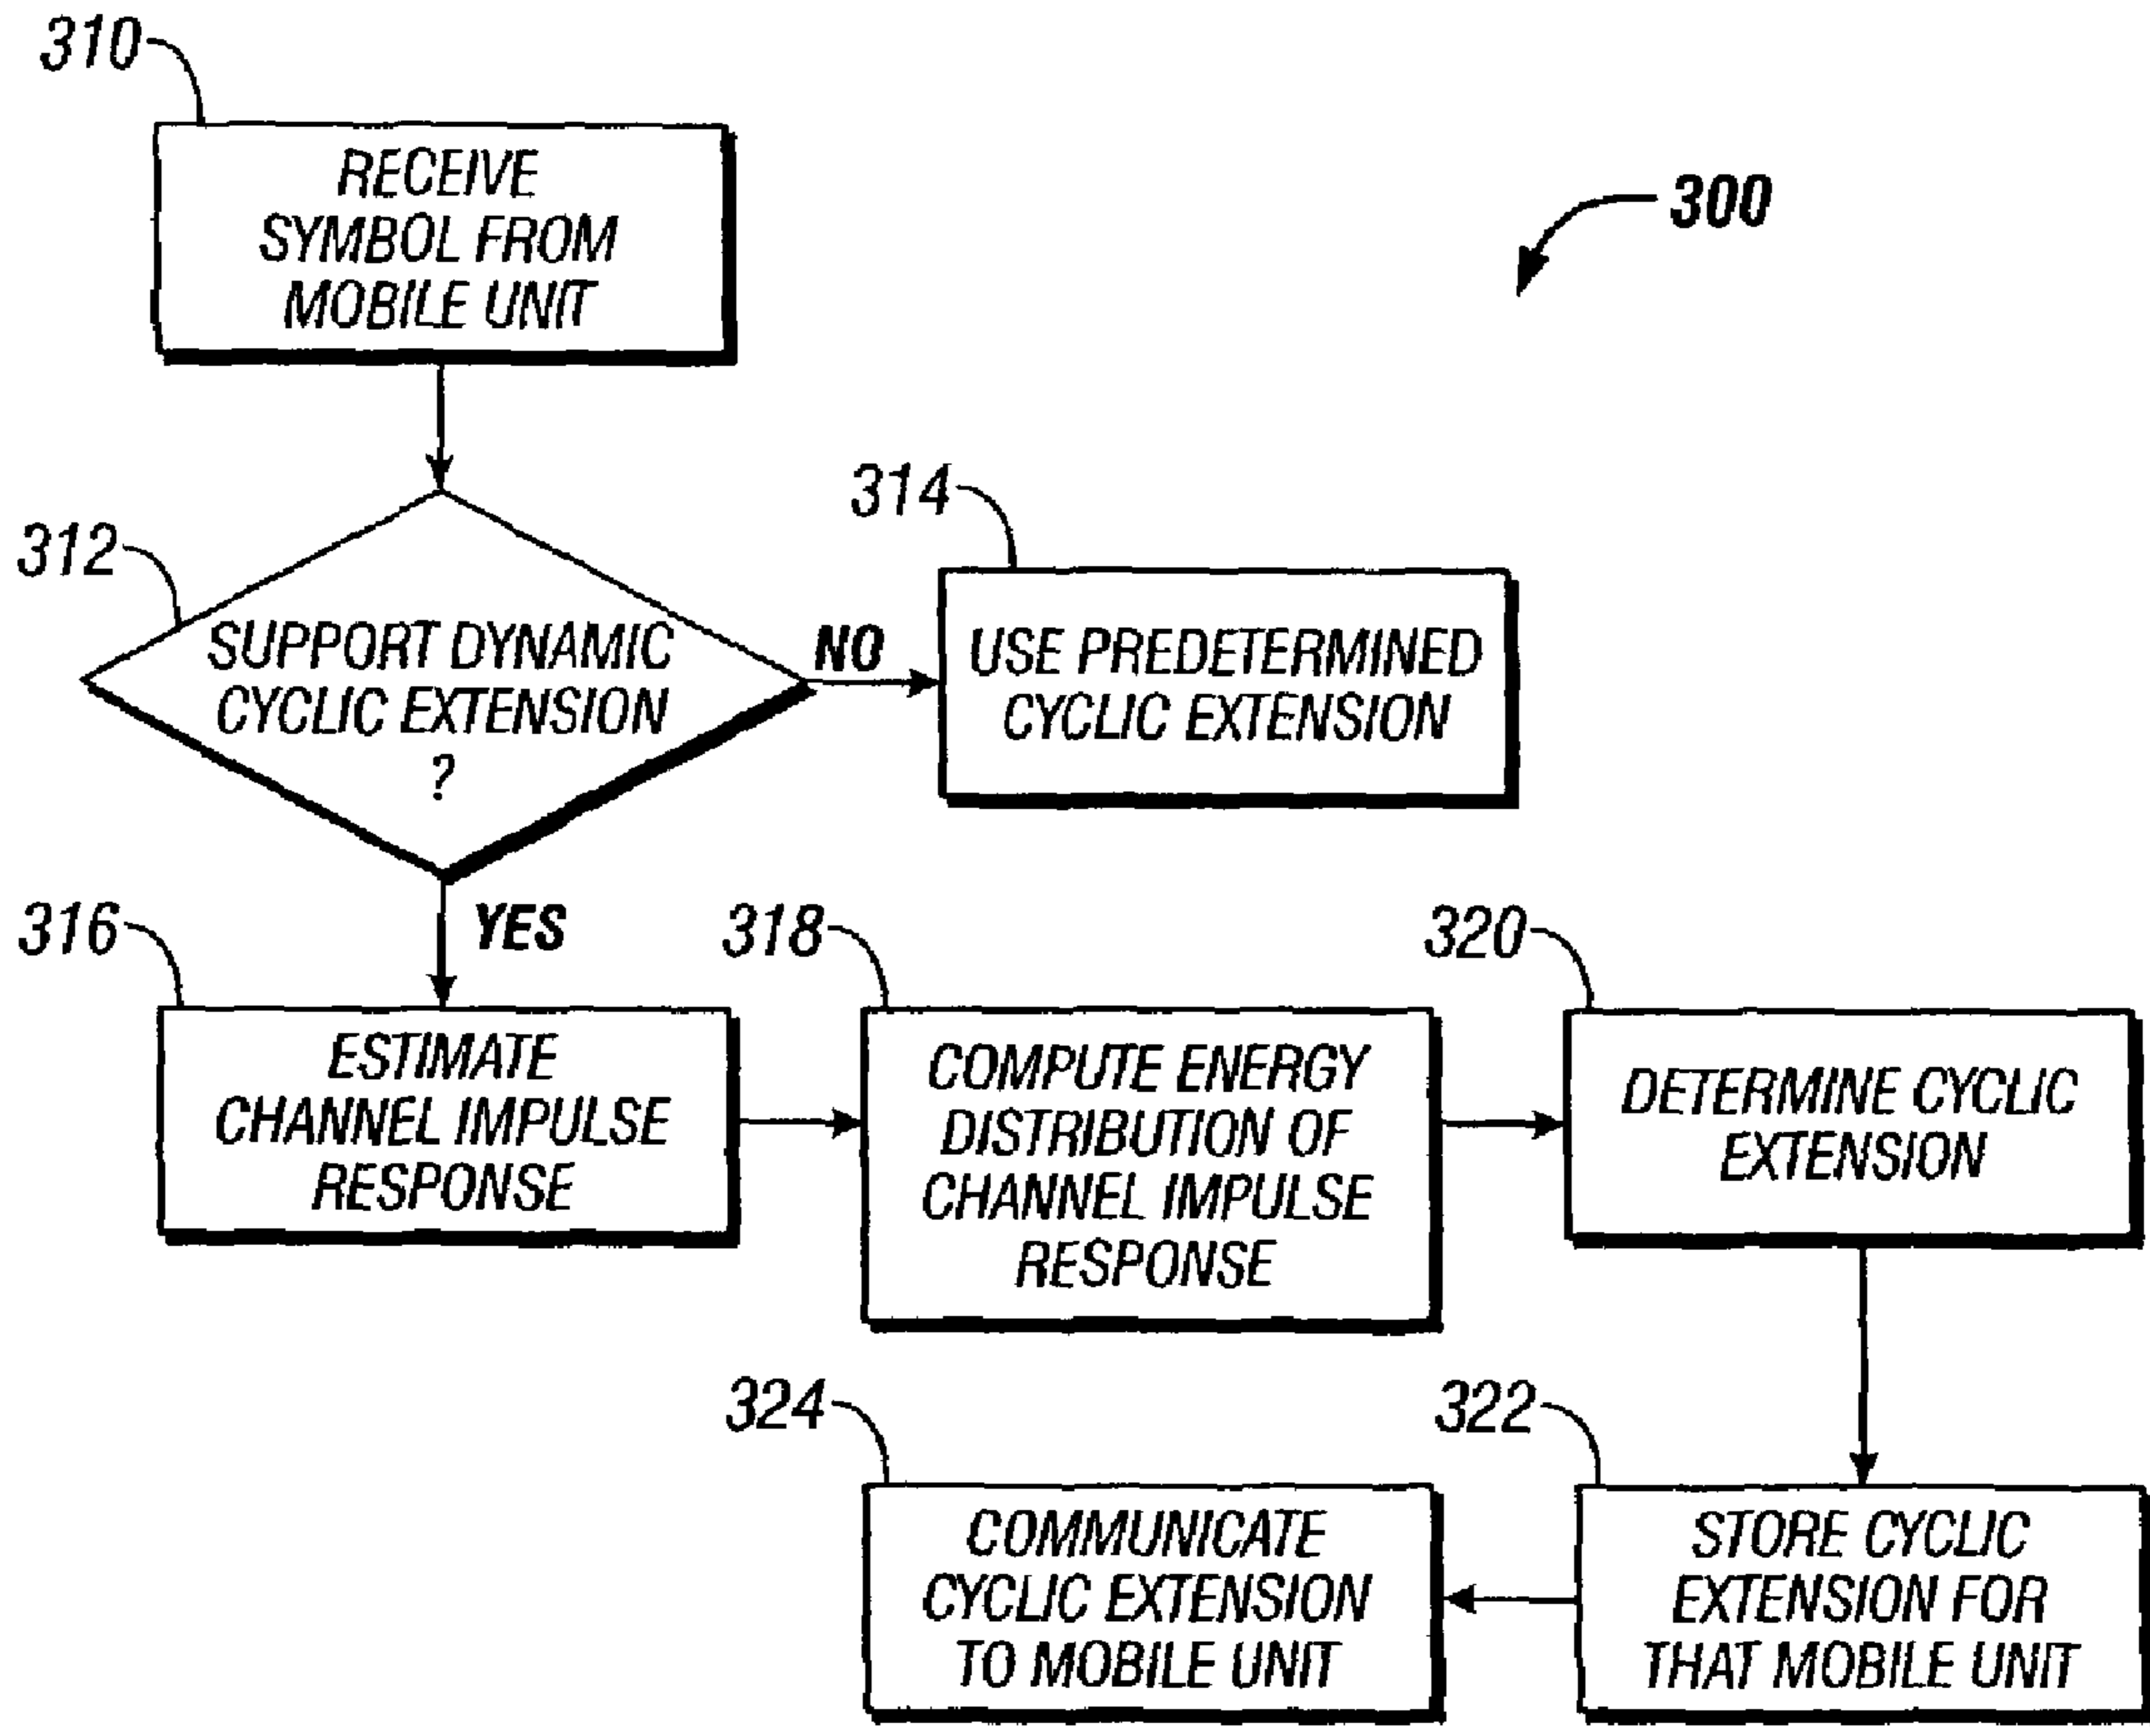 310
RECEIVE
SYMBOL FROM
MOBILE UNIT
300
312
SUPPORT DYNAMIC
CYCLIC EXTENSION
?
NO
314
USE PREDETERMINED
CYCLIC EXTENSION
YES
316
ESTIMATE
CHANNEL IMPULSE
RESPONSE
318
COMPUTE ENERGY
DISTRIBUTION OF
CHANNEL IMPULSE
RESPONSE
320
DETERMINE CYCLIC
EXTENSION
322
STORE CYCLIC
EXTENSION FOR
THAT MOBILE UNIT
324
COMMUNICATE
CYCLIC EXTENSION
TO MOBILE UNIT